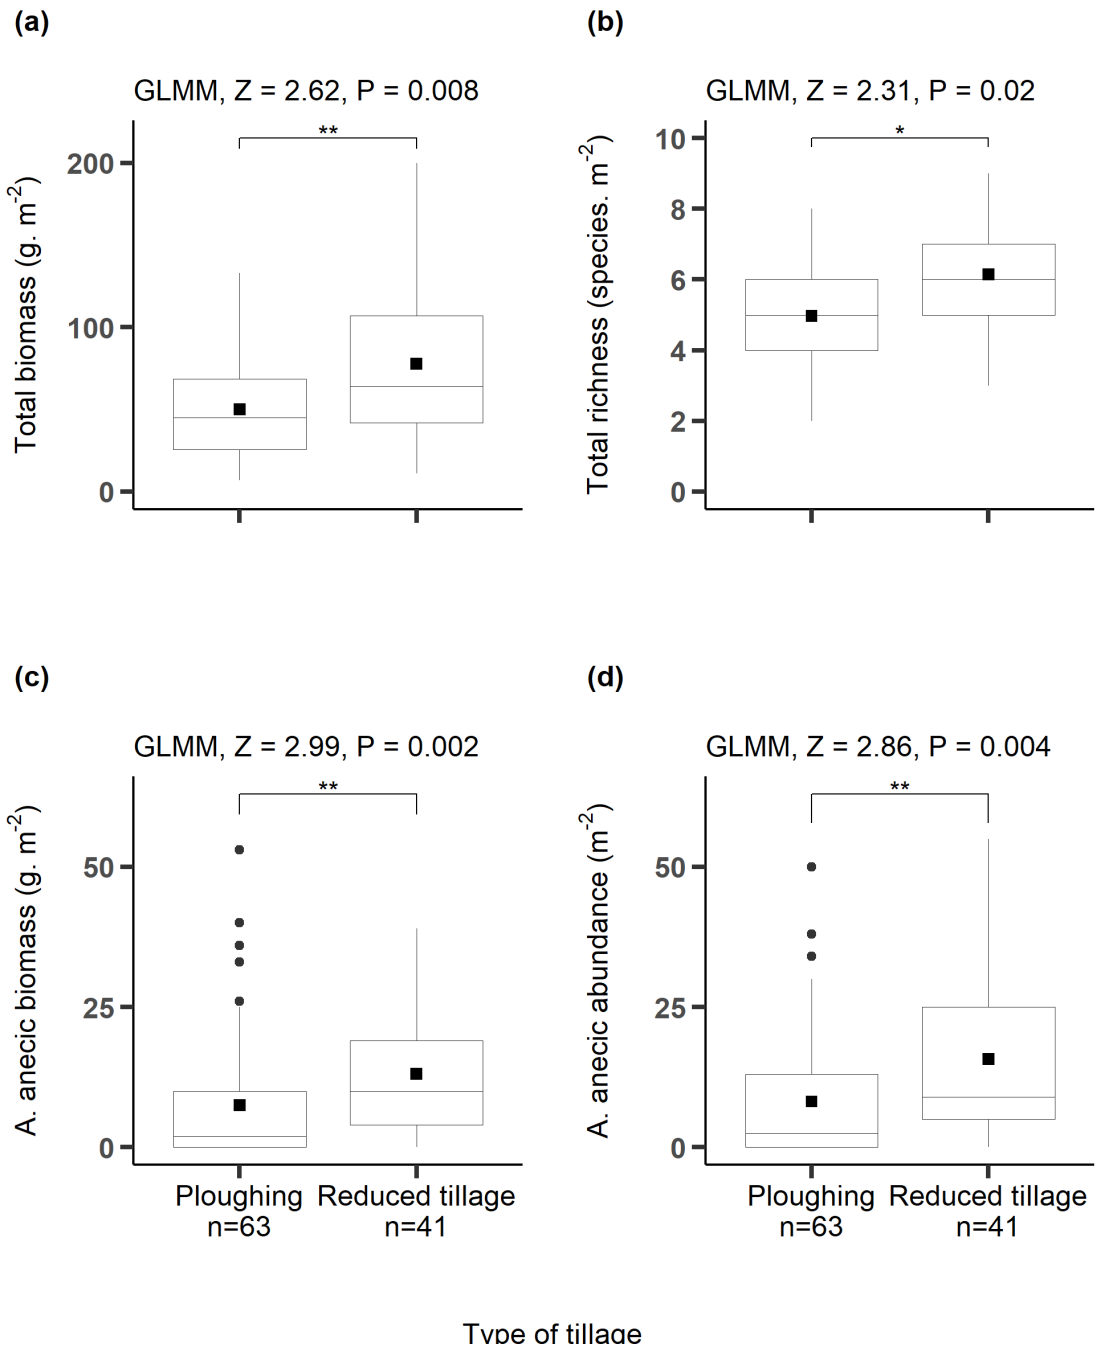 (a)
GLMM, Z = 2.62, P = 0.008
**
Total biomass (g. m⁻²)
200
100
0
(b)
GLMM, Z = 2.31, P = 0.02
*
Total richness (species. m⁻²)
10
8
6
4
2
0
(c)
GLMM, Z = 2.99, P = 0.002
**
A. anecic biomass (g. m⁻²)
50
25
0
Ploughing
n=63
Reduced tillage
n=41
(d)
GLMM, Z = 2.86, P = 0.004
**
A. anecic abundance (m⁻²)
50
25
0
Ploughing
n=63
Reduced tillage
n=41
Type of tillage